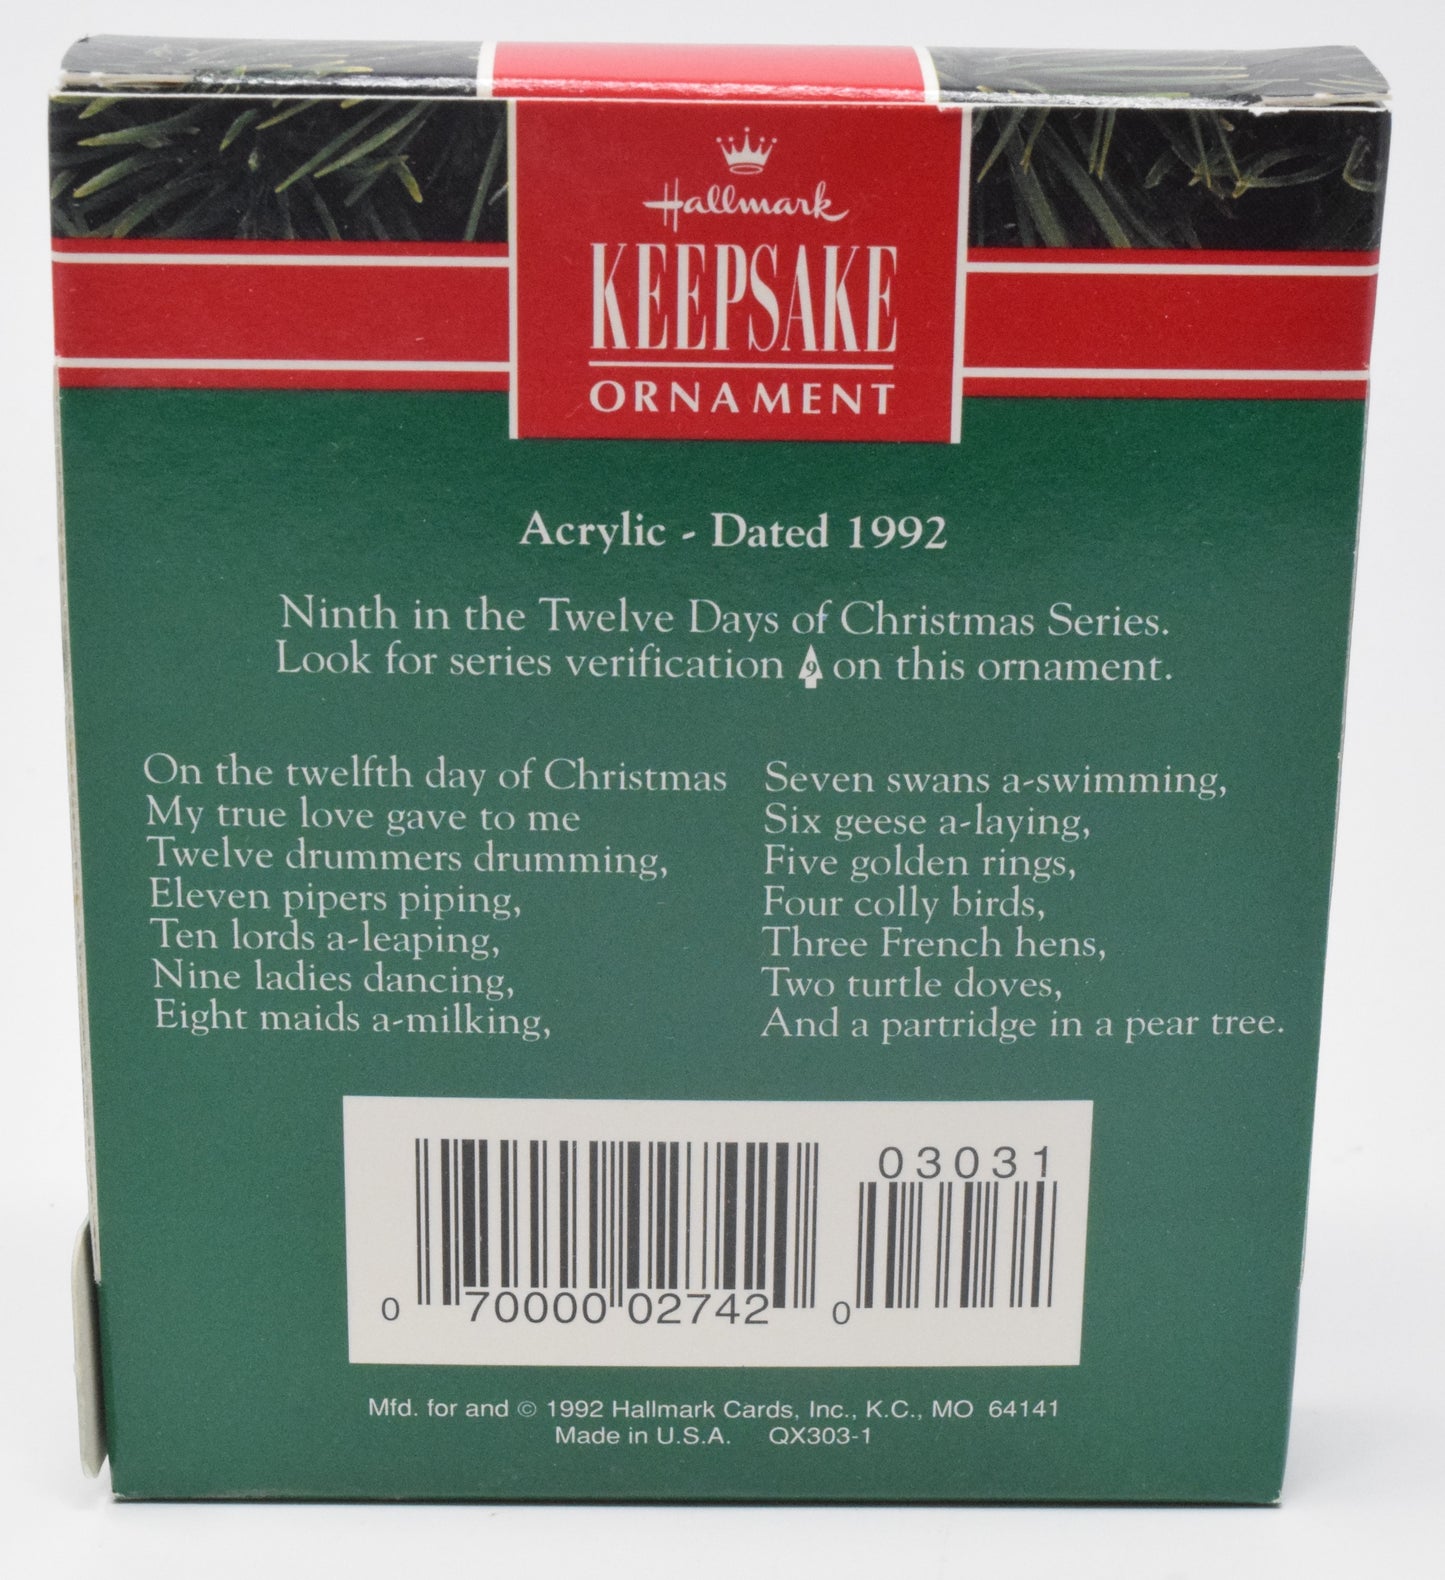 Hallmark
KEEPSAKE
ORNAMENT
Acrylic - Dated 1992
Ninth in the Twelve Days of Christmas Series.
Look for series verification 9 on this ornament.
On the twelfth day of Christmas
My true love gave to me
Twelve drummers drumming,
Eleven pipers piping,
Ten lords a-leaping,
Nine ladies dancing,
Eight maids a-milking,
Seven swans a-swimming,
Six geese a-laying,
Five golden rings,
Four colly birds,
Three French hens,
Two turtle doves,
And a partridge in a pear tree.
03031
0 70000 02742 0
Mfd. for and © 1992 Hallmark Cards, Inc., K.C., MO 64141
Made in U.S.A. QX303-1